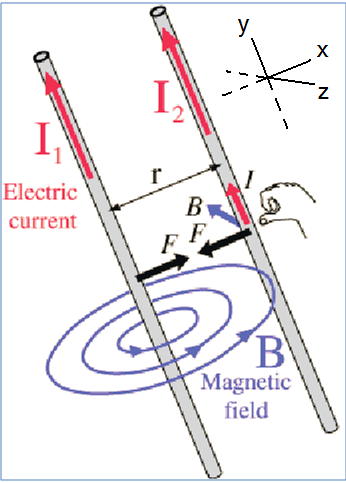 y
x
z
I₁
I₂
Electric
current
r
I
B
F
F
B
Magnetic
field